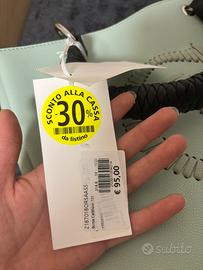 SCONTO ALLA CASSA
-30%
da listino
€ 95,00
subito